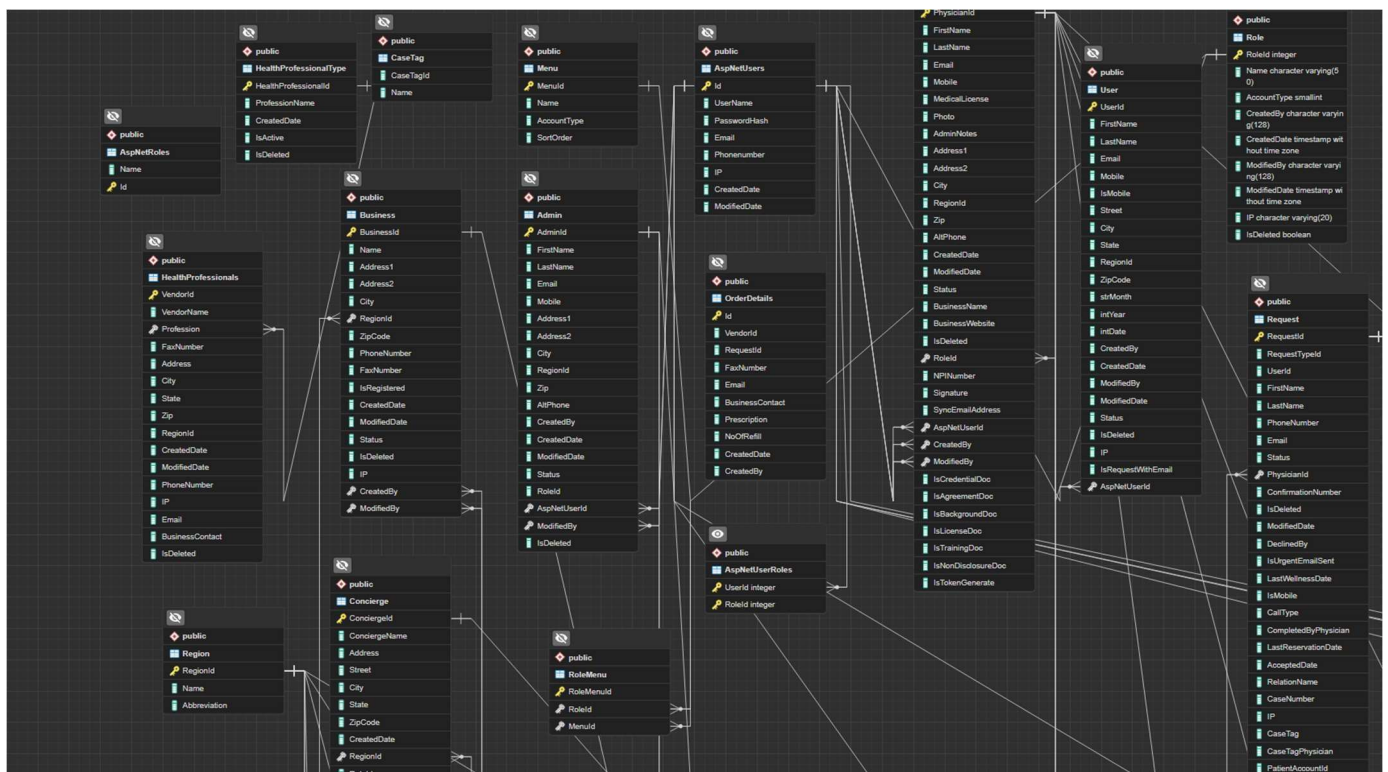 public
AspNetRoles
Name
Id
public
HealthProfessionalType
HealthProfessionalId
ProfessionName
CreatedDate
IsActive
IsDeleted
public
CaseTag
CaseTagId
Name
public
Menu
MenuId
Name
AccountType
SortOrder
public
AspNetUsers
Id
UserName
PasswordHash
Email
Phonenumber
IP
CreatedDate
ModifiedDate
public
HealthProfessionals
VendorId
VendorName
Profession
FaxNumber
Address
City
State
Zip
RegionId
CreatedDate
ModifiedDate
PhoneNumber
IP
Email
BusinessContact
IsDeleted
public
Business
BusinessId
Name
Address1
Address2
City
RegionId
ZipCode
PhoneNumber
FaxNumber
IsRegistered
CreatedDate
ModifiedDate
Status
IsDeleted
IP
CreatedBy
ModifiedBy
public
Admin
AdminId
FirstName
LastName
Email
Mobile
Address1
Address2
City
RegionId
Zip
AltPhone
CreatedBy
CreatedDate
ModifiedDate
Status
RoleId
AspNetUserId
ModifiedBy
IsDeleted
public
OrderDetails
Id
VendorId
RequestId
FaxNumber
Email
BusinessContact
Prescription
NoOfRefill
CreatedDate
CreatedBy
public
AspNetUserRoles
UserId integer
RoleId integer
public
Region
RegionId
Name
Abbreviation
public
Concierge
ConciergeId
ConciergeName
Address
Street
City
State
ZipCode
CreatedDate
RegionId
public
RoleMenu
RoleMenuId
RoleId
MenuId
PhysicianId
FirstName
LastName
Email
Mobile
MedicalLicense
Photo
AdminNotes
Address1
Address2
City
RegionId
Zip
AltPhone
CreatedDate
ModifiedDate
Status
BusinessName
BusinessWebsite
IsDeleted
RoleId
NPINumber
Signature
SyncEmailAddress
AspNetUserId
CreatedBy
ModifiedBy
IsCredentialDoc
IsAgreementDoc
IsBackgroundDoc
IsLicenseDoc
IsTrainingDoc
IsNonDisclosureDoc
IsTokenGenerate
public
User
UserId
FirstName
LastName
Email
Mobile
IsMobile
Street
City
State
RegionId
ZipCode
strMonth
intYear
intDate
CreatedBy
CreatedDate
ModifiedBy
ModifiedDate
Status
IsDeleted
IP
IsRequestWithEmail
AspNetUserId
public
Role
RoleId integer
Name character varying(5
0)
AccountType smallint
CreatedBy character varyin
g(128)
CreatedDate timestamp wit
hout time zone
ModifiedBy character varyi
ng(128)
ModifiedDate timestamp wi
thout time zone
IP character varying(20)
IsDeleted boolean
public
Request
RequestId
RequestTypeId
UserId
FirstName
LastName
PhoneNumber
Email
Status
PhysicianId
ConfirmationNumber
IsDeleted
ModifiedDate
DeclinedBy
IsUrgentEmailSent
LastWellnessDate
IsMobile
CallType
CompletedByPhysician
LastReservationDate
AcceptedDate
RelationName
CaseNumber
IP
CaseTag
CaseTagPhysician
PatientAccountId